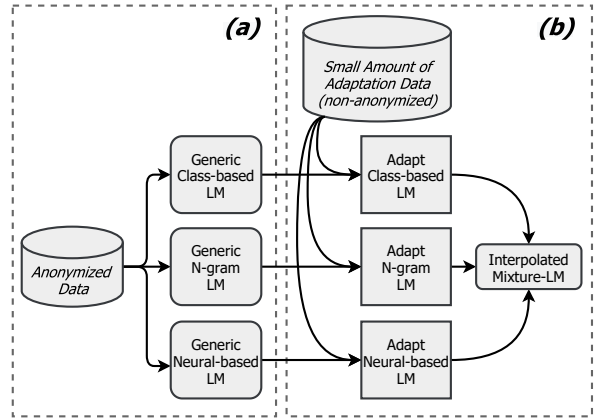 (a)
(b)
Small Amount of
Adaptation Data
(non-anonymized)
Generic
Class-based
LM
Adapt
Class-based
LM
Anonymized
Data
Generic
N-gram
LM
Adapt
N-gram
LM
Interpolated
Mixture-LM
Generic
Neural-based
LM
Adapt
Neural-based
LM